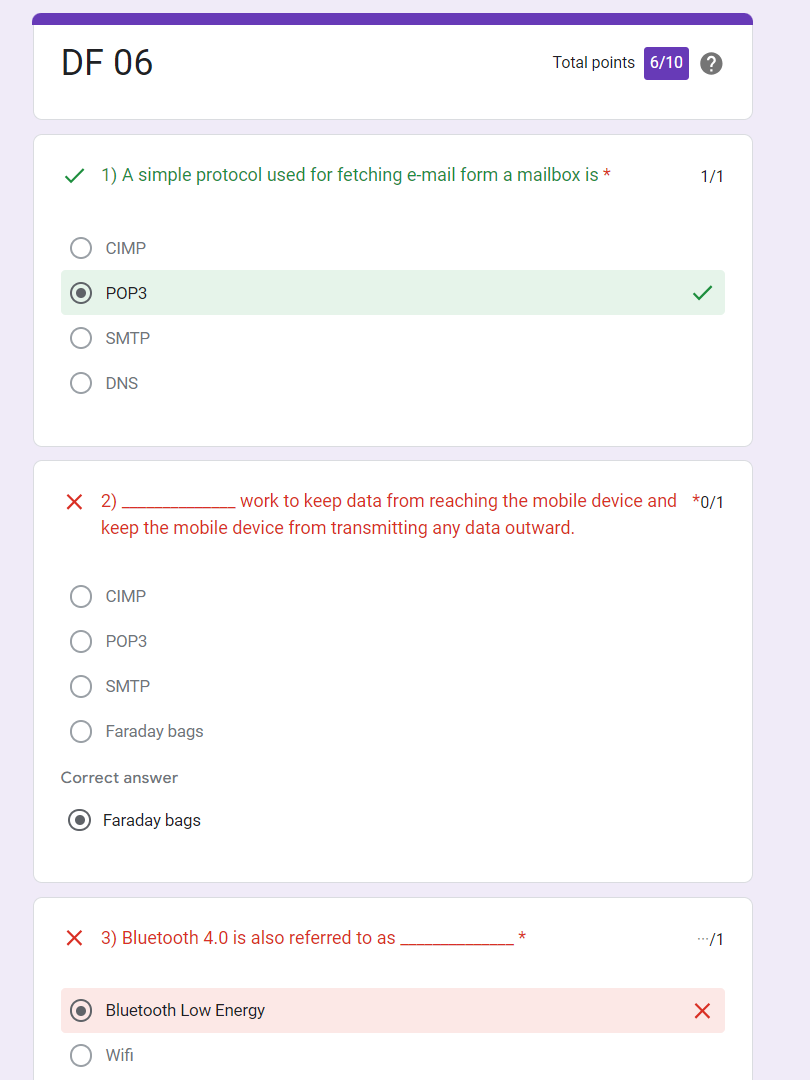 DF 06
Total points 6/10 ?
1) A simple protocol used for fetching e-mail form a mailbox is * 1/1
CIMP
POP3
SMTP
DNS
2) ______________ work to keep data from reaching the mobile device and *0/1
keep the mobile device from transmitting any data outward.
CIMP
POP3
SMTP
Faraday bags
Correct answer
Faraday bags
3) Bluetooth 4.0 is also referred to as ______________ * ···/1
Bluetooth Low Energy
Wifi